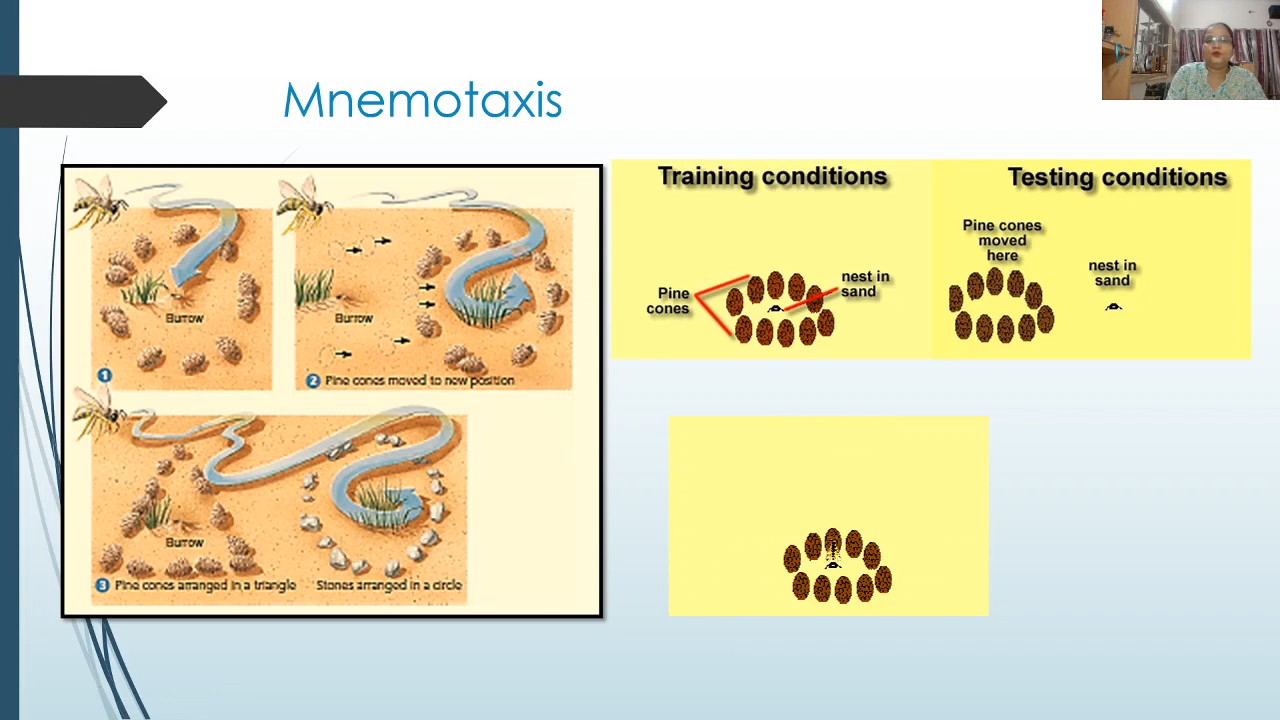 Mnemotaxis
Burrow
1
Burrow
2 Pine cones moved to new position
Burrow
3 Pine cones arranged in a triangle
Stones arranged in a circle
Training conditions
Pine
cones
nest in
sand
Testing conditions
Pine cones
moved
here
nest in
sand